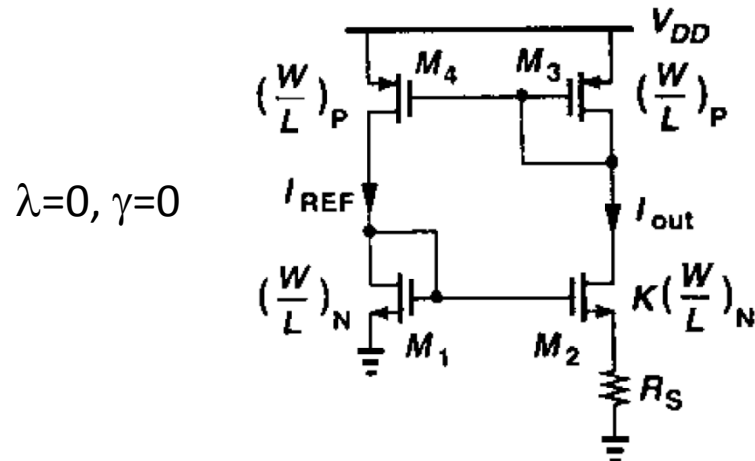 V_DD
M_4 M_3
(W/L)_P (W/L)_P
λ=0, γ=0
I_REF I_out
(W/L)_N K(W/L)_N
M_1 M_2
R_S